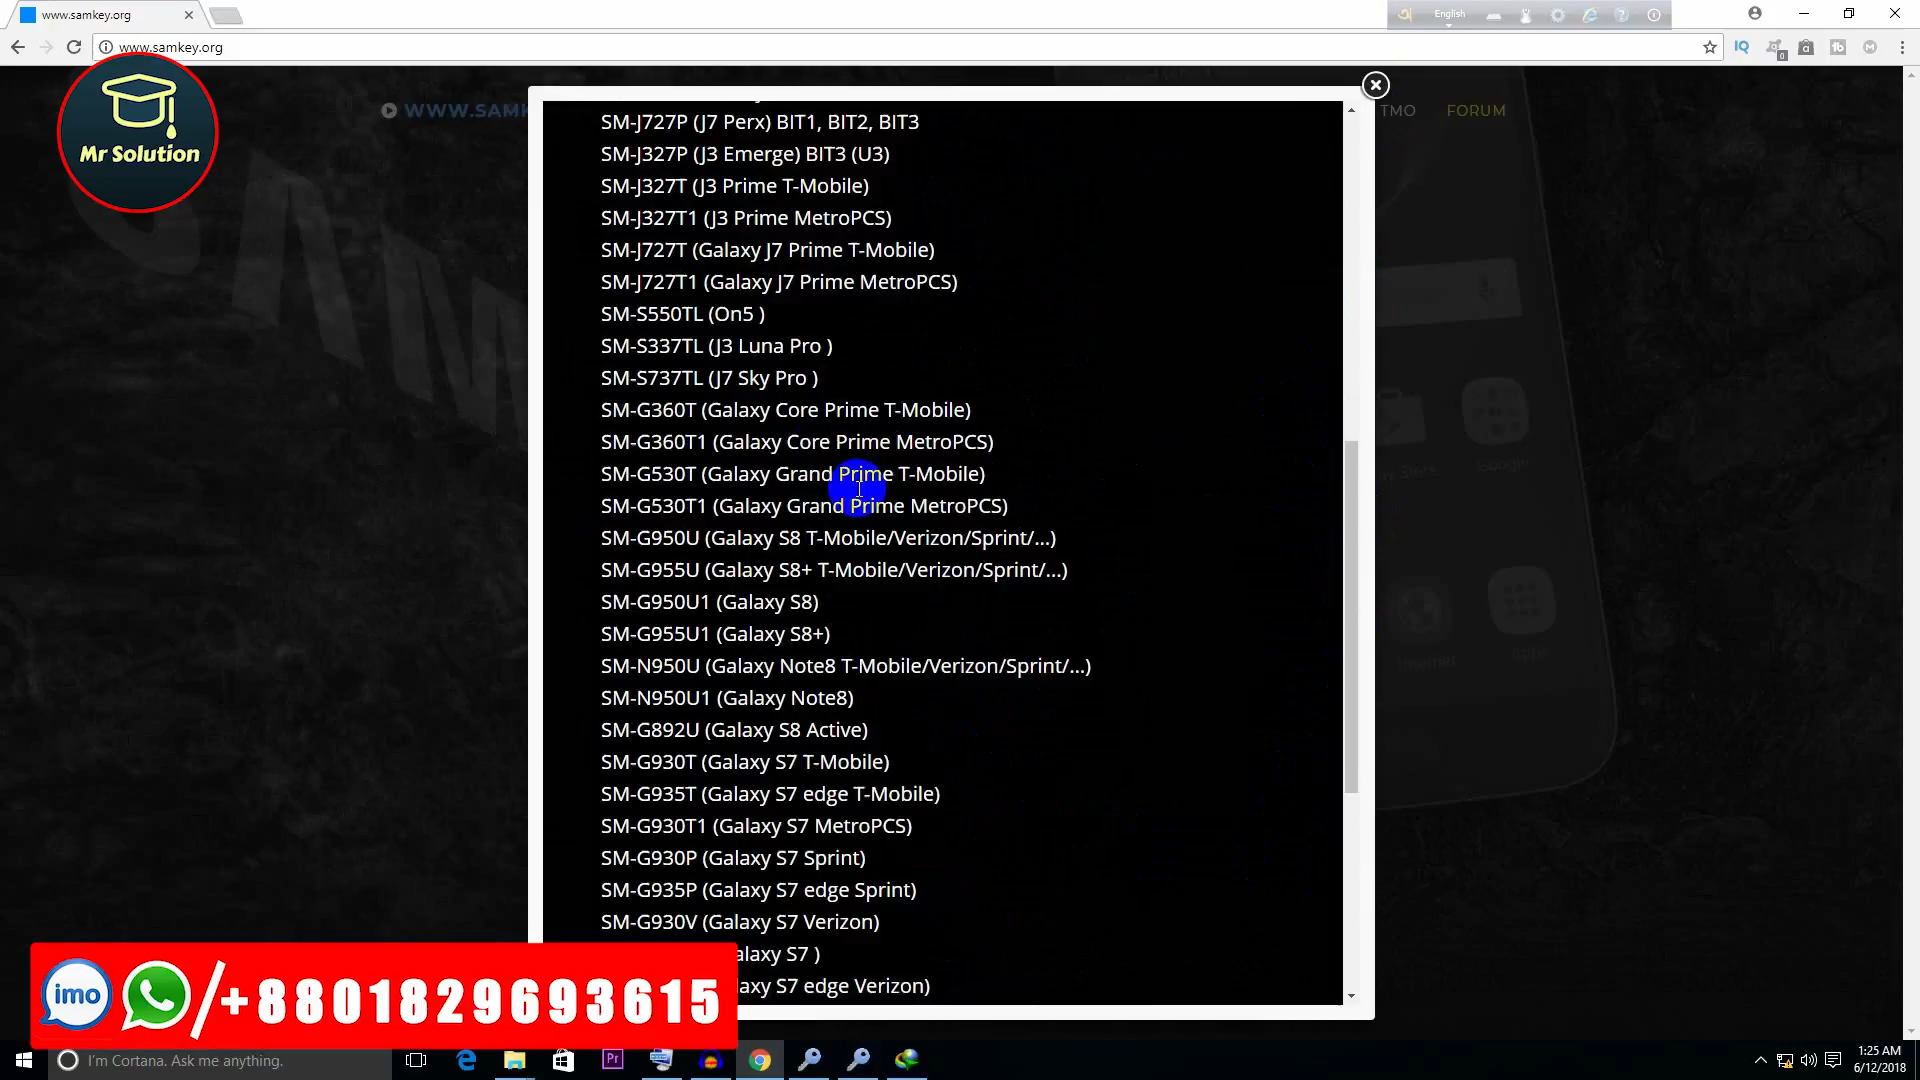 www.samkey.org
English
www.samkey.org
0
WWW.SAMK
TMO
FORUM
Mr Solution
SM-J727P (J7 Perx) BIT1, BIT2, BIT3
SM-J327P (J3 Emerge) BIT3 (U3)
SM-J327T (J3 Prime T-Mobile)
SM-J327T1 (J3 Prime MetroPCS)
SM-J727T (Galaxy J7 Prime T-Mobile)
SM-J727T1 (Galaxy J7 Prime MetroPCS)
SM-S550TL (On5 )
SM-S337TL (J3 Luna Pro )
SM-S737TL (J7 Sky Pro )
SM-G360T (Galaxy Core Prime T-Mobile)
SM-G360T1 (Galaxy Core Prime MetroPCS)
SM-G530T (Galaxy Grand Prime T-Mobile)
SM-G530T1 (Galaxy Grand Prime MetroPCS)
SM-G950U (Galaxy S8 T-Mobile/Verizon/Sprint/...)
SM-G955U (Galaxy S8+ T-Mobile/Verizon/Sprint/...)
SM-G950U1 (Galaxy S8)
SM-G955U1 (Galaxy S8+)
SM-N950U (Galaxy Note8 T-Mobile/Verizon/Sprint/...)
SM-N950U1 (Galaxy Note8)
SM-G892U (Galaxy S8 Active)
SM-G930T (Galaxy S7 T-Mobile)
SM-G935T (Galaxy S7 edge T-Mobile)
SM-G930T1 (Galaxy S7 MetroPCS)
SM-G930P (Galaxy S7 Sprint)
SM-G935P (Galaxy S7 edge Sprint)
SM-G930V (Galaxy S7 Verizon)
alaxy S7 )
laxy S7 edge Verizon)
imo
/+8801829693615
Google
I'm Cortana. Ask me anything.
Pr
1:25 AM
6/12/2018